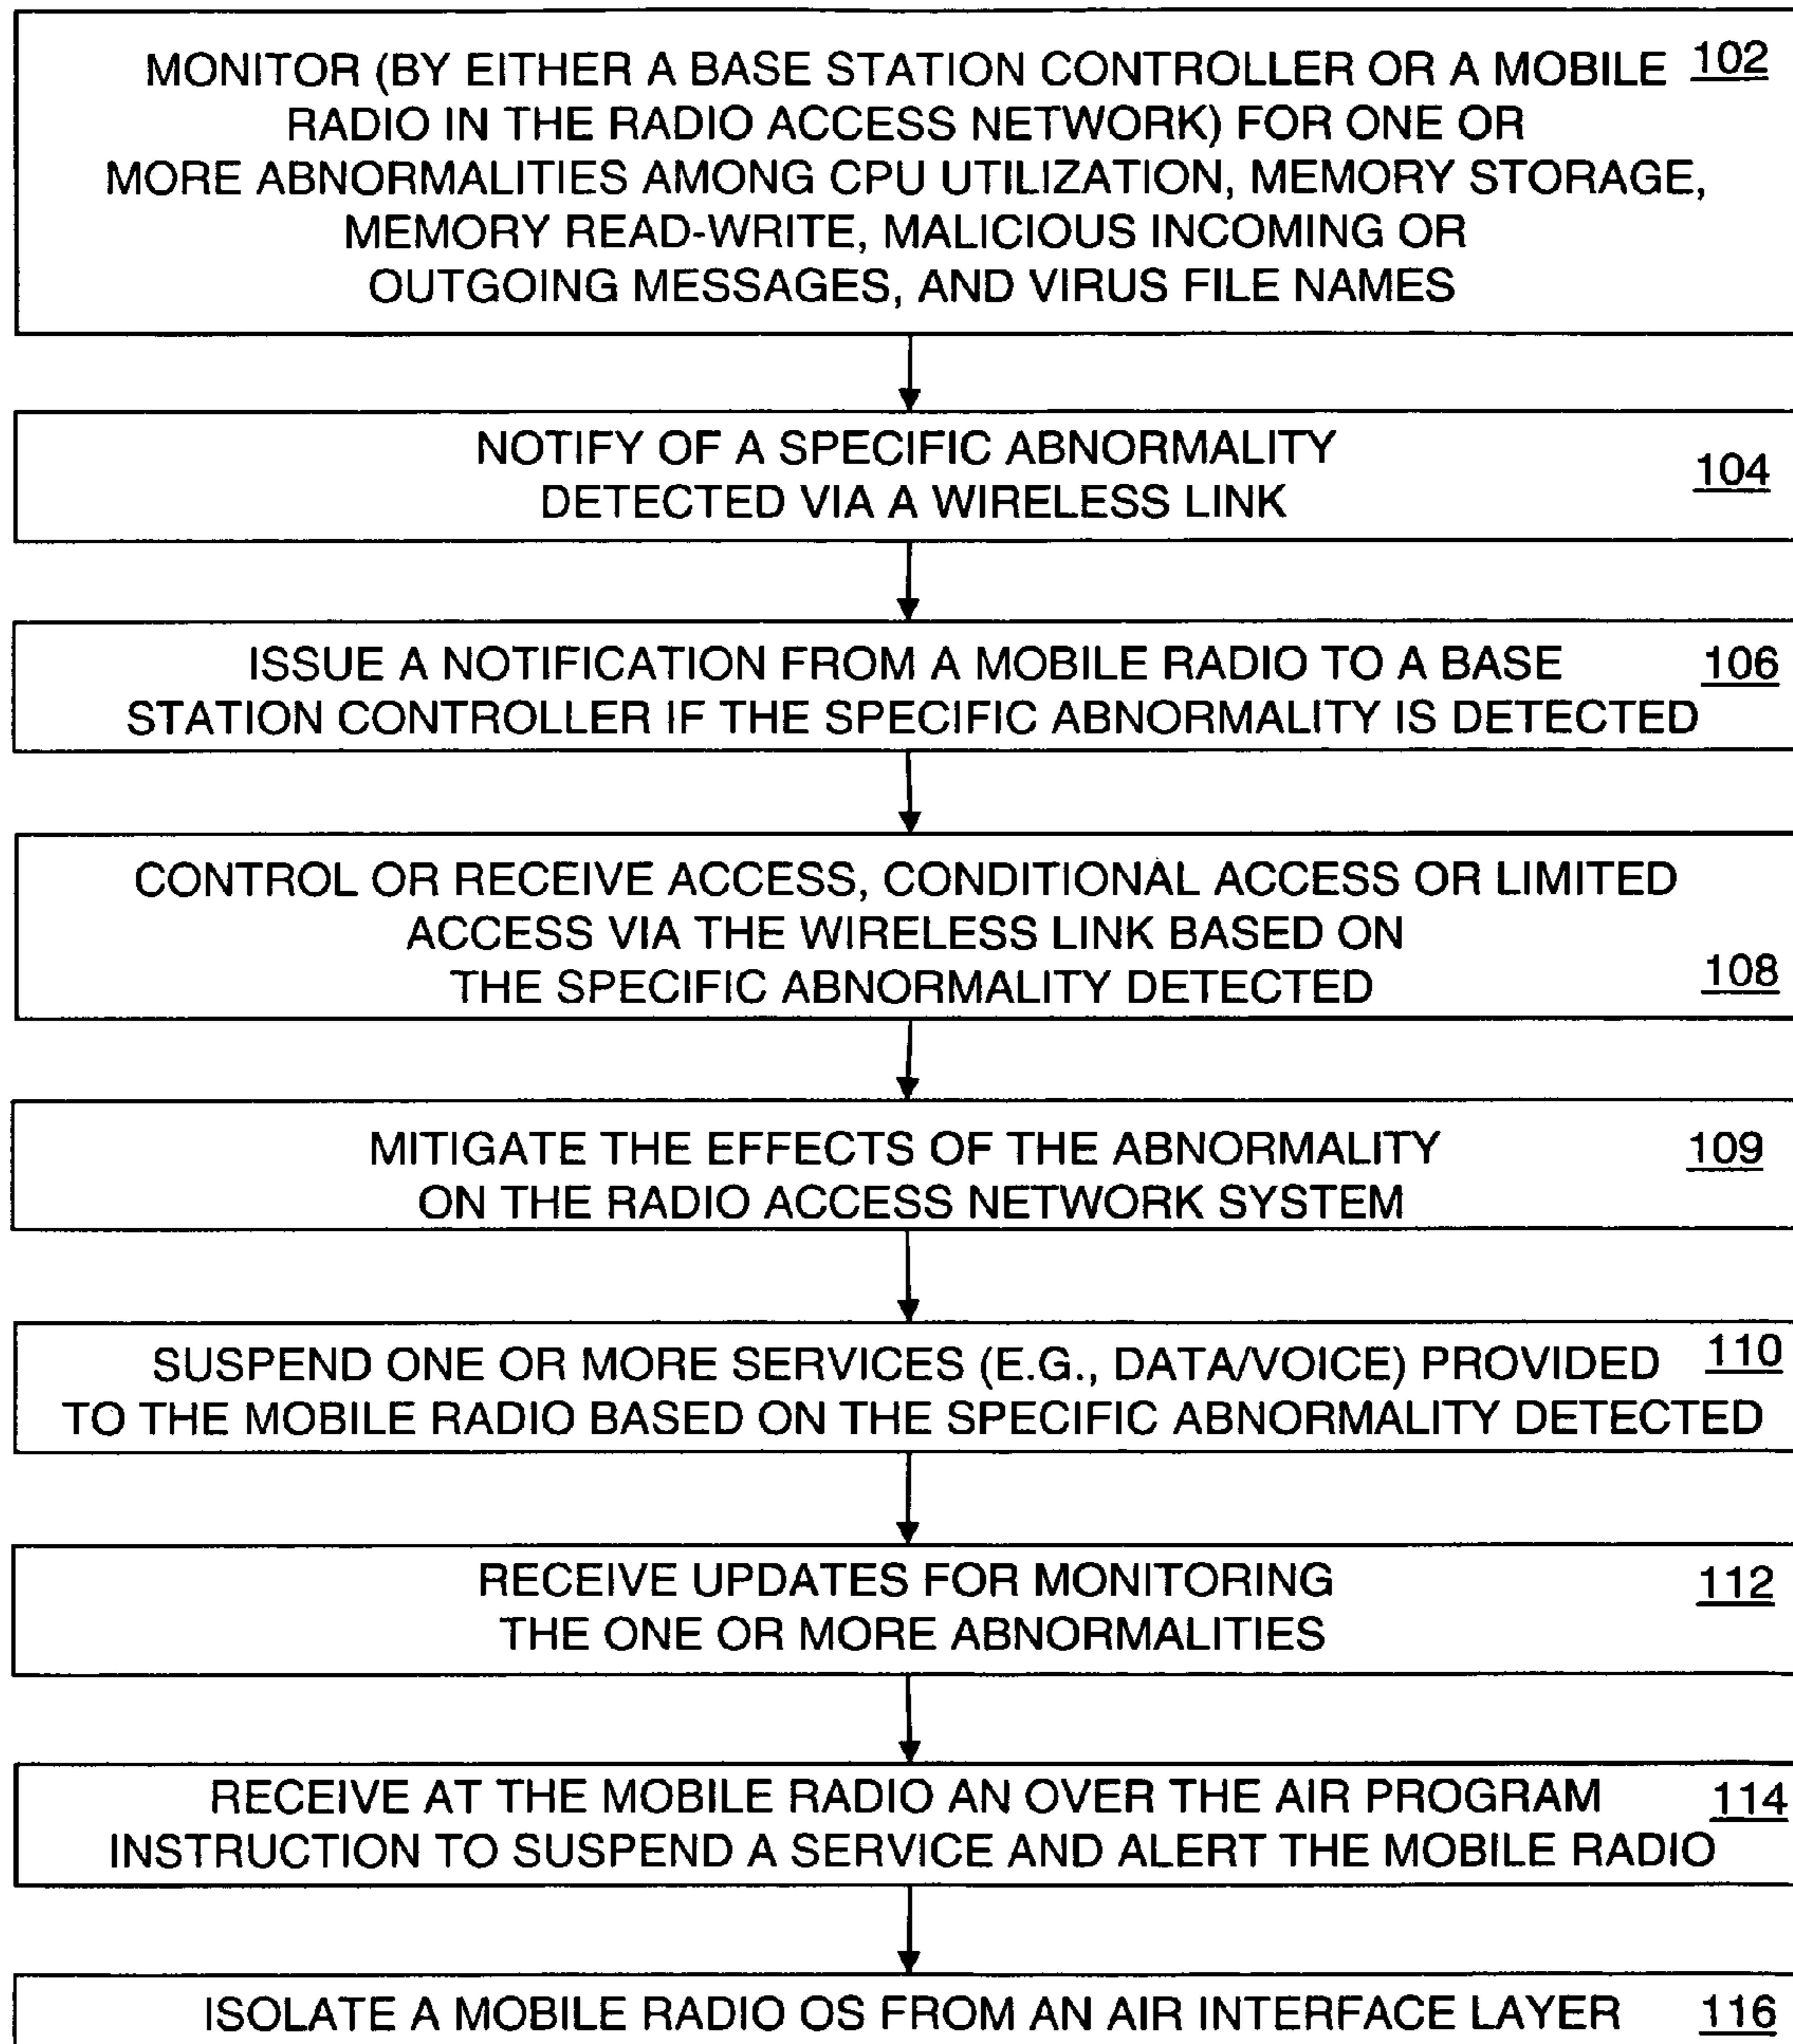 MONITOR (BY EITHER A BASE STATION CONTROLLER OR A MOBILE 102
RADIO IN THE RADIO ACCESS NETWORK) FOR ONE OR
MORE ABNORMALITIES AMONG CPU UTILIZATION, MEMORY STORAGE,
MEMORY READ-WRITE, MALICIOUS INCOMING OR
OUTGOING MESSAGES, AND VIRUS FILE NAMES
NOTIFY OF A SPECIFIC ABNORMALITY
DETECTED VIA A WIRELESS LINK
104
ISSUE A NOTIFICATION FROM A MOBILE RADIO TO A BASE 106
STATION CONTROLLER IF THE SPECIFIC ABNORMALITY IS DETECTED
CONTROL OR RECEIVE ACCESS, CONDITIONAL ACCESS OR LIMITED
ACCESS VIA THE WIRELESS LINK BASED ON
THE SPECIFIC ABNORMALITY DETECTED 108
MITIGATE THE EFFECTS OF THE ABNORMALITY 109
ON THE RADIO ACCESS NETWORK SYSTEM
SUSPEND ONE OR MORE SERVICES (E.G., DATA/VOICE) PROVIDED 110
TO THE MOBILE RADIO BASED ON THE SPECIFIC ABNORMALITY DETECTED
RECEIVE UPDATES FOR MONITORING 112
THE ONE OR MORE ABNORMALITIES
RECEIVE AT THE MOBILE RADIO AN OVER THE AIR PROGRAM 114
INSTRUCTION TO SUSPEND A SERVICE AND ALERT THE MOBILE RADIO
ISOLATE A MOBILE RADIO OS FROM AN AIR INTERFACE LAYER 116